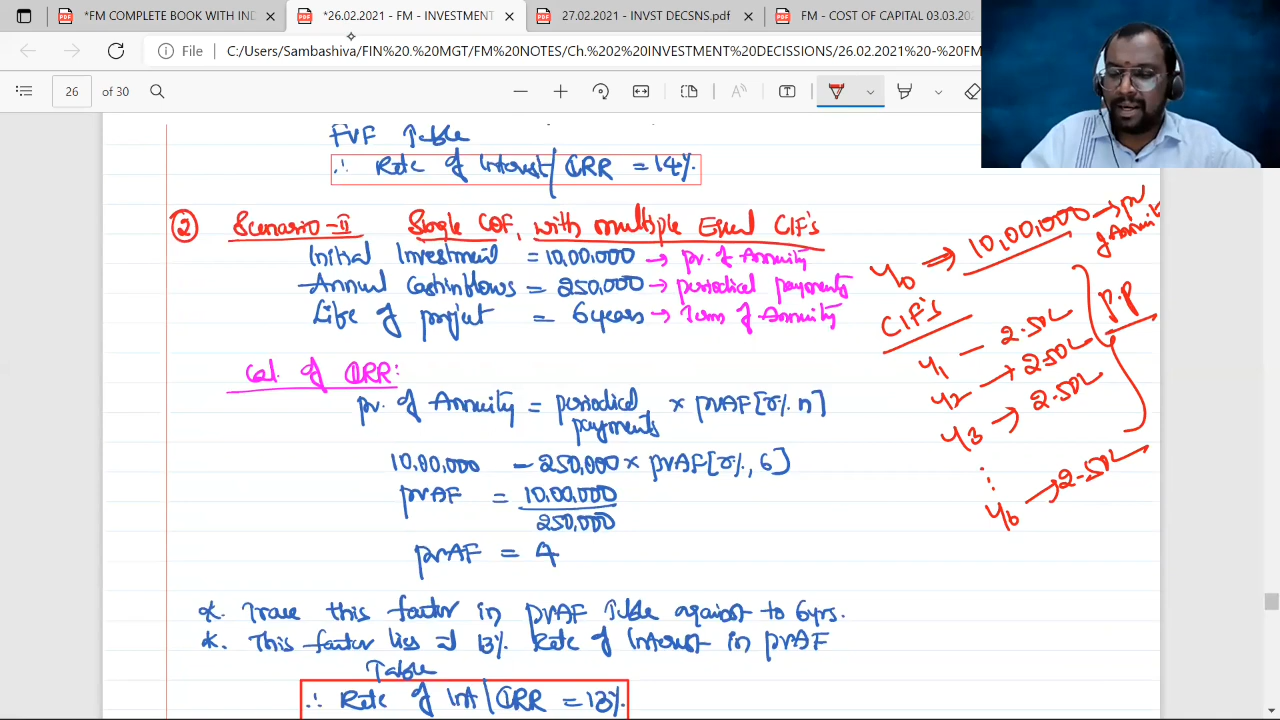 *FM COMPLETE BOOK WITH IND
*26.02.2021 - FM - INVESTMENT
27.02.2021 - INVST DECSNS.pdf
FM - COST OF CAPITAL 03.03.20
File C:/Users/Sambashiva/FIN%20.%20MGT/FM%20NOTES/Ch.%202%20INVESTMENT%20DECISSIONS/26.02.2021%20-%20FM
26 of 30
FVF Table
∴ Rate of Interest/IRR = 14%.
② Scenario-II Single COF, with multiple Equal CIF's
Initial Investment = 10,00,000 → pv. of Annuity
Annual Cashinflows = 250,000 → periodical payments
Life of project = 6 years → Term of Annuity
Cal. of IRR:
pv. of Annuity = periodical payments × PVAF [r%. n]
10,00,000 = 250,000 × PVAF [r%, 6]
PVAF = 10,00,000
250,000
PVAF = 4
*. Trace this factor in PVAF Table against to 6yrs.
*. This factor lies at 13%. Rate of Interest in PVAF
Table
∴ Rate of Int/IRR = 13%.
Y0 ⇒ 10,00,000 → pv
of Annuit
CIF's
Y1 — 2.50L
Y2 → 2.50L
Y3 → 2.50L
P.P
⋮
Y6 → 2.50L